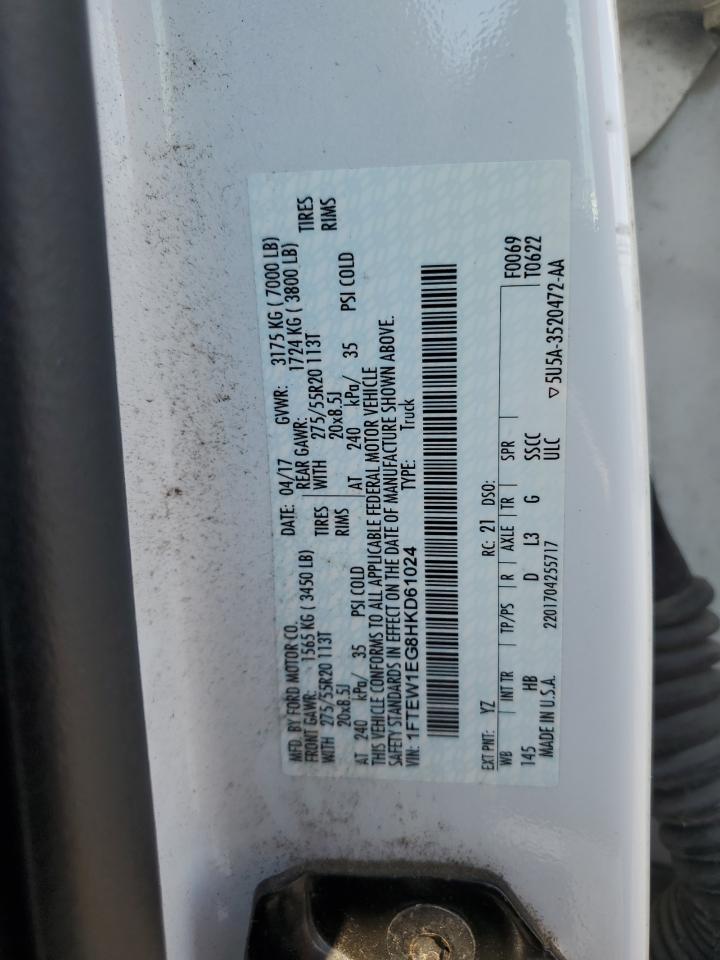 MFD. BY FORD MOTOR CO. DATE: 04/17 GVWR: 3175 KG ( 7000 LB)
FRONT GAWR: 1565 KG ( 3450 LB) REAR GAWR: 1724 KG ( 3800 LB)
WITH 275/55R20 113T TIRES WITH 275/55R20 113T TIRES
20x8.5J RIMS 20x8.5J RIMS
AT 240 kPa/ 35 PSI COLD AT 240 kPa/ 35 PSI COLD
THIS VEHICLE CONFORMS TO ALL APPLICABLE FEDERAL MOTOR VEHICLE
SAFETY STANDARDS IN EFFECT ON THE DATE OF MANUFACTURE SHOWN ABOVE.
VIN: 1FTEW1EG8HKD61024 TYPE: Truck
EXT PNT: YZ RC: 21 DSO: F0069
WB INT TR TP/PS R AXLE TR SPR T0622
145 HB D L3 G SSCC
MADE IN U.S.A. 2201704255717 ULC ▽5U5A-3520472-AA